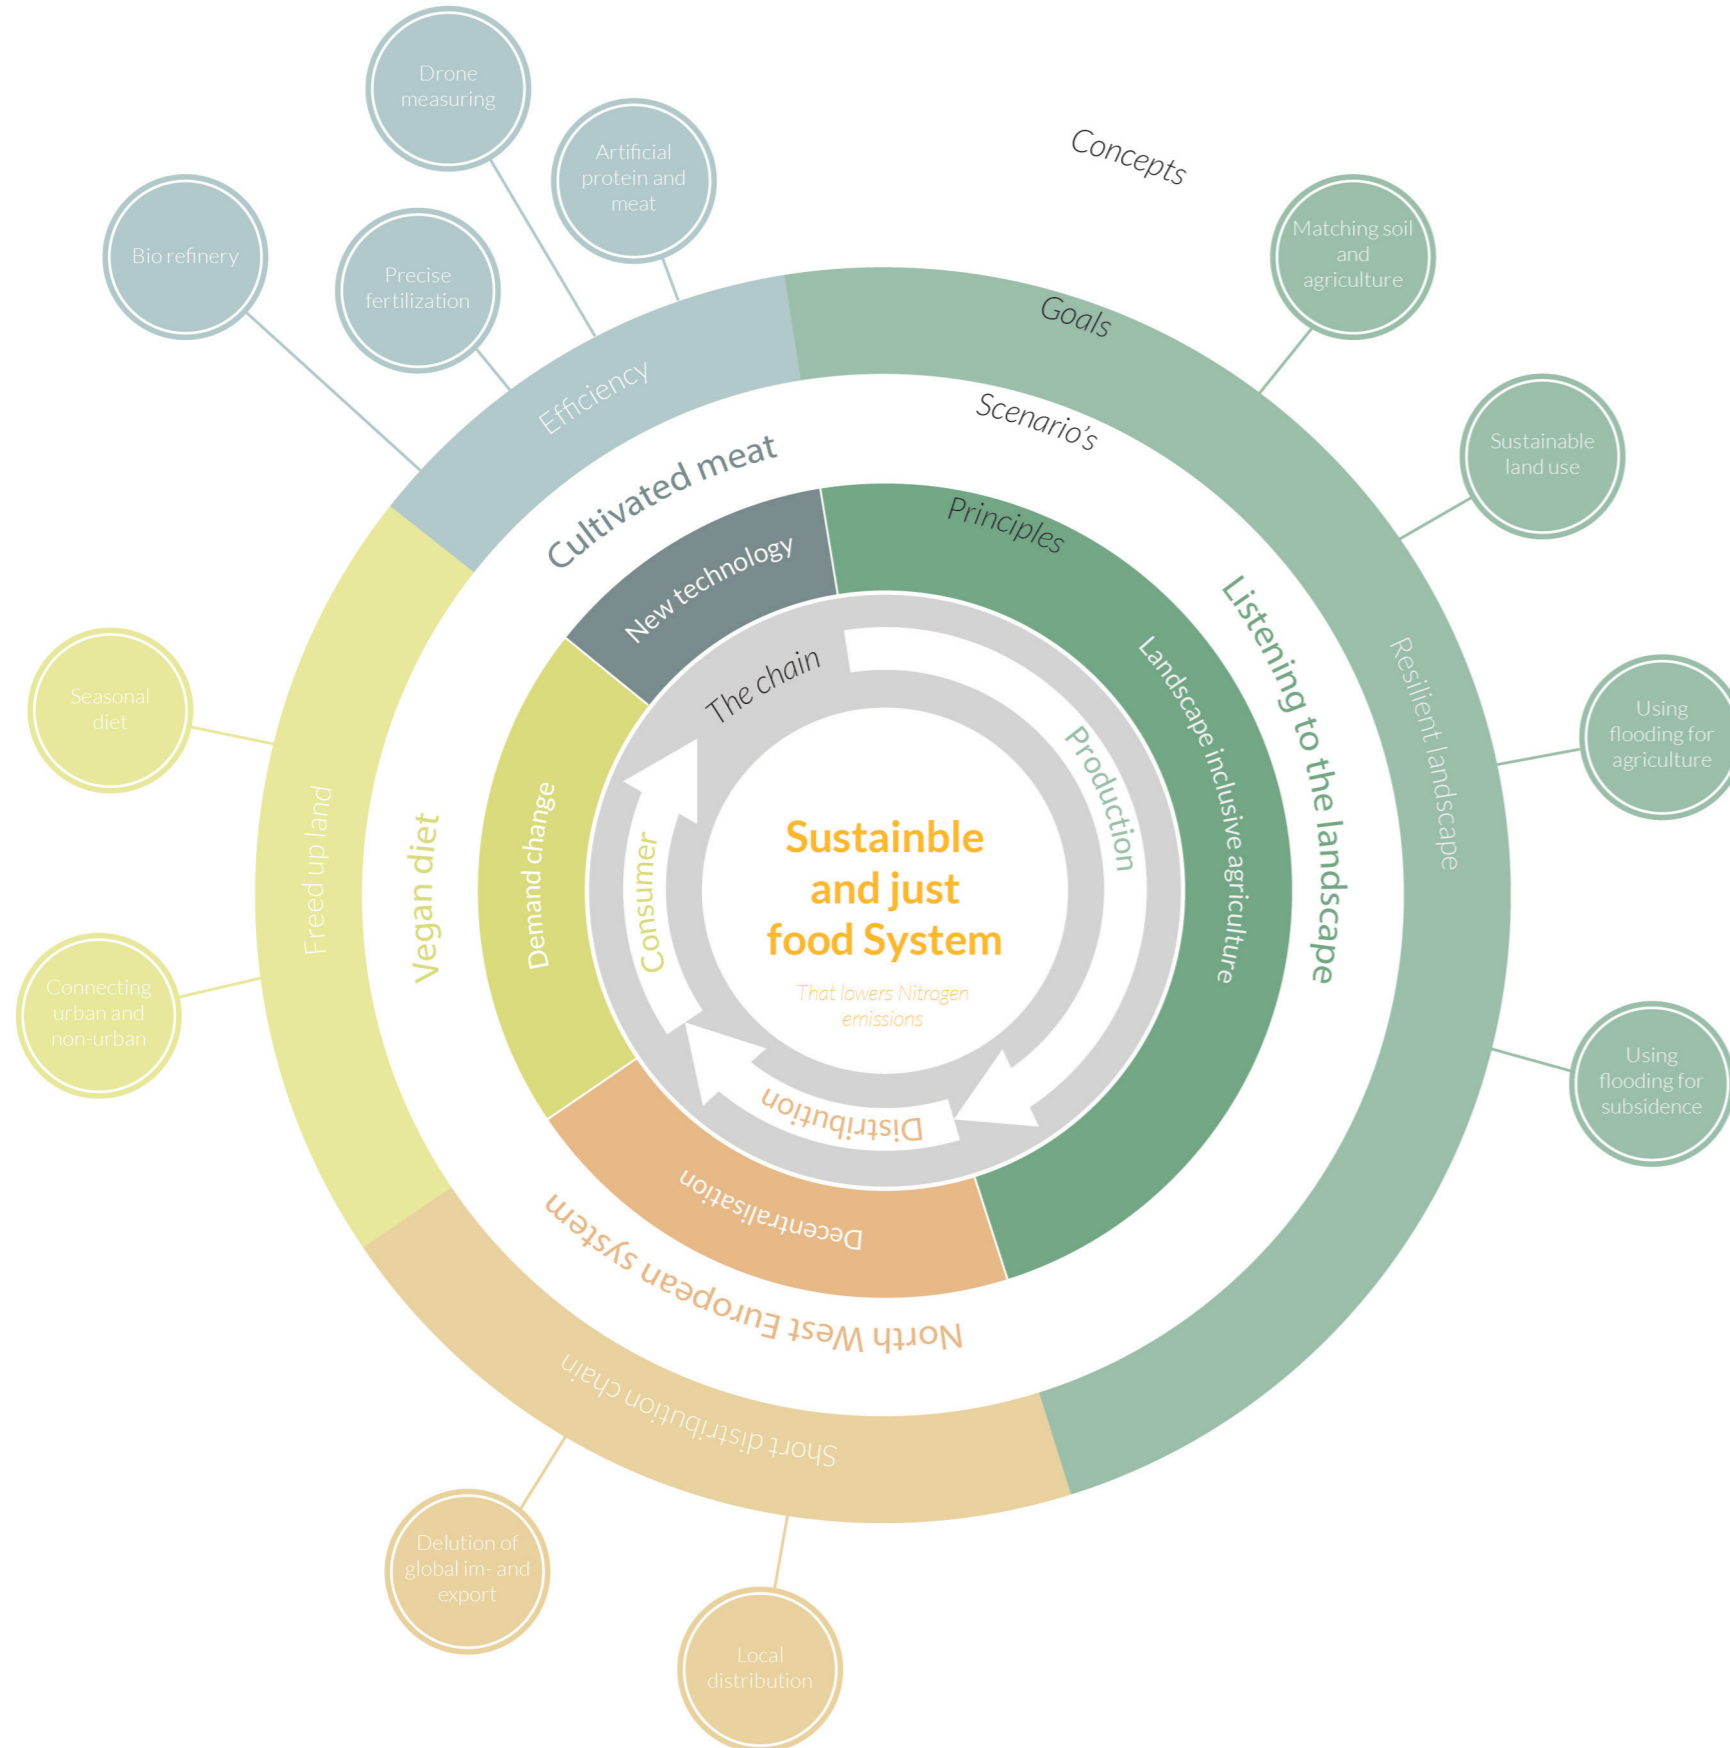 Drone
measuring
Artificial
protein and
meat
Bio refinery
Precise
fertilization
Concepts
Matching soil
and
agriculture
Sustainable
land use
Using
flooding for
agriculture
Using
flooding for
subsidence
Goals
Efficiency
Resilient landscape
Freed up land
Short distribution chain
Scenario's
Cultivated meat
Listening to the landscape
Vegan diet
North West European system
Principles
New technology
Landscape inclusive agriculture
Demand change
Decentralisation
The chain
Production
Consumer
Distribution
Sustainble
and just
food System
That lowers Nitrogen
emissions
Seasonal
diet
Connecting
urban and
non-urban
Delution of
global im- and
export
Local
distribution